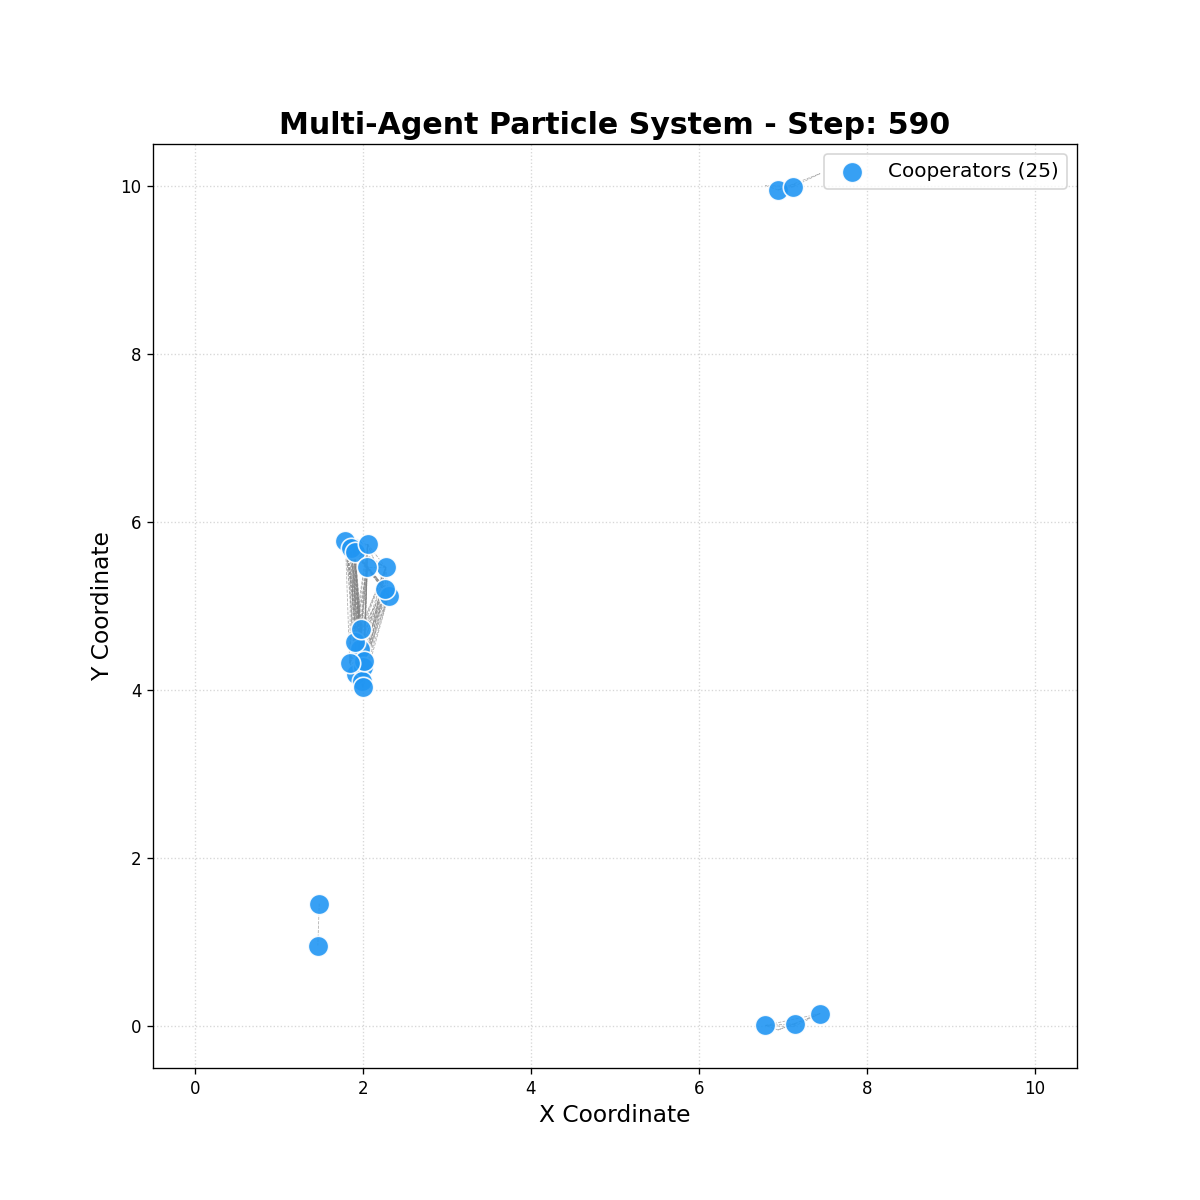 Multi-Agent Particle System - Step: 590
Cooperators (25)
10
8
6
4
2
0
Y Coordinate
0 2 4 6 8 10
X Coordinate